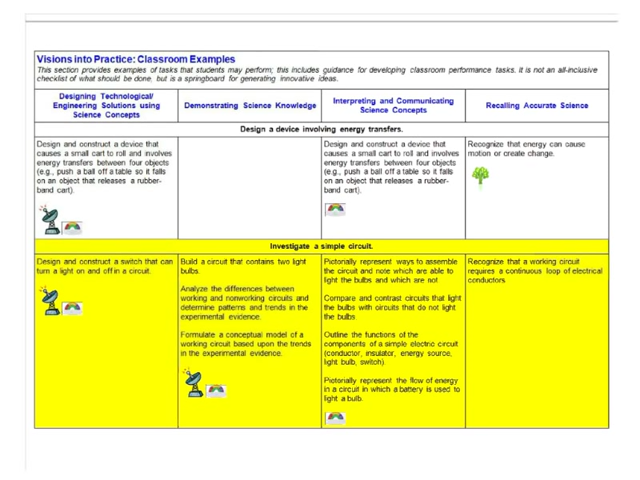 Visions into Practice: Classroom Examples
This section provides examples of tasks that students may perform; this includes guidance for developing classroom performance tasks. It is not an all-inclusive
checklist of what should be done, but is a springboard for generating innovative ideas.
Designing Technological/
Engineering Solutions using
Science Concepts
Demonstrating Science Knowledge
Interpreting and Communicating
Science Concepts
Recalling Accurate Science
Design a device involving energy transfers.
Design and construct a device that
causes a small cart to roll and involves
energy transfers between four objects
(e.g., push a ball off a table so it falls
on an object that releases a rubber-
band cart).
Design and construct a device that
causes a small cart to roll and involves
energy transfers between four objects
(e.g., push a ball off a table so it falls
on an object that releases a rubber-
band cart).
Recognize that energy can cause
motion or create change.
Investigate a simple circuit.
Design and construct a switch that can
turn a light on and off in a circuit.
Build a circuit that contains two light
bulbs.
Analyze the differences between
working and nonworking circuits and
determine patterns and trends in the
experimental evidence.
Formulate a conceptual model of a
working circuit based upon the trends
in the experimental evidence.
Pictorially represent ways to assemble
the circuit and note which are able to
light the bulbs and which are not
Compare and contrast circuits that light
the bulbs with circuits that do not light
the bulbs.
Outline the functions of the
components of a simple electric circuit
(conductor, insulator, energy source,
light bulb, switch)
Pictorially represent the flow of energy
in a circuit in which a battery is used to
light a bulb.
Recognize that a working circuit
requires a continuous loop of electrical
conductors